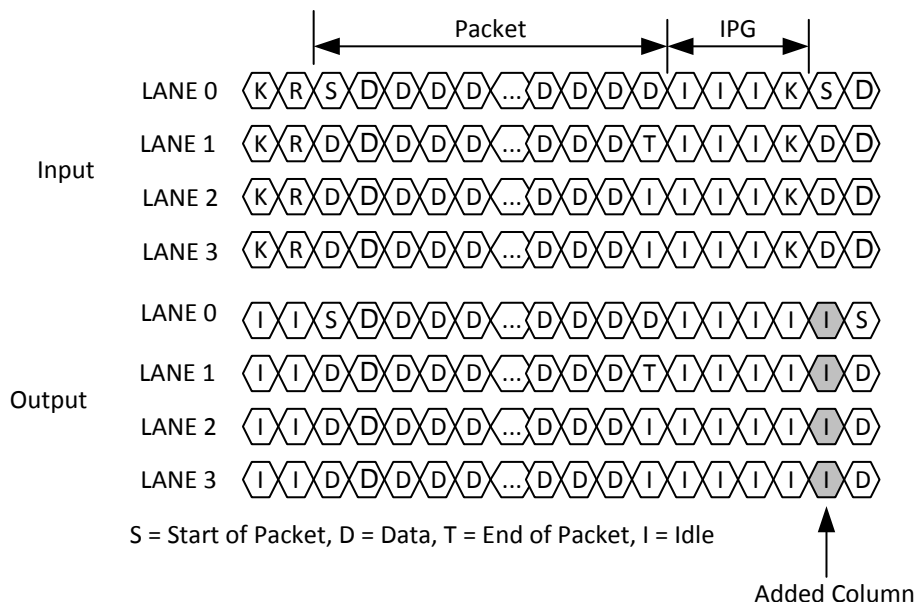 Packet IPG
LANE 0 K R S D D D D ... D D D D I I I K S D
Input
LANE 1 K R D D D D D ... D D D T I I I K D D
LANE 2 K R D D D D D ... D D D I I I I K D D
LANE 3 K R D D D D D ... D D D I I I I K D D
LANE 0 I I S D D D D ... D D D D I I I I I S
LANE 1 I I D D D D D ... D D D T I I I I I D
Output
LANE 2 I I D D D D D ... D D D I I I I I I D
LANE 3 I I D D D D D ... D D D I I I I I I D
S = Start of Packet, D = Data, T = End of Packet, I = Idle
Added Column